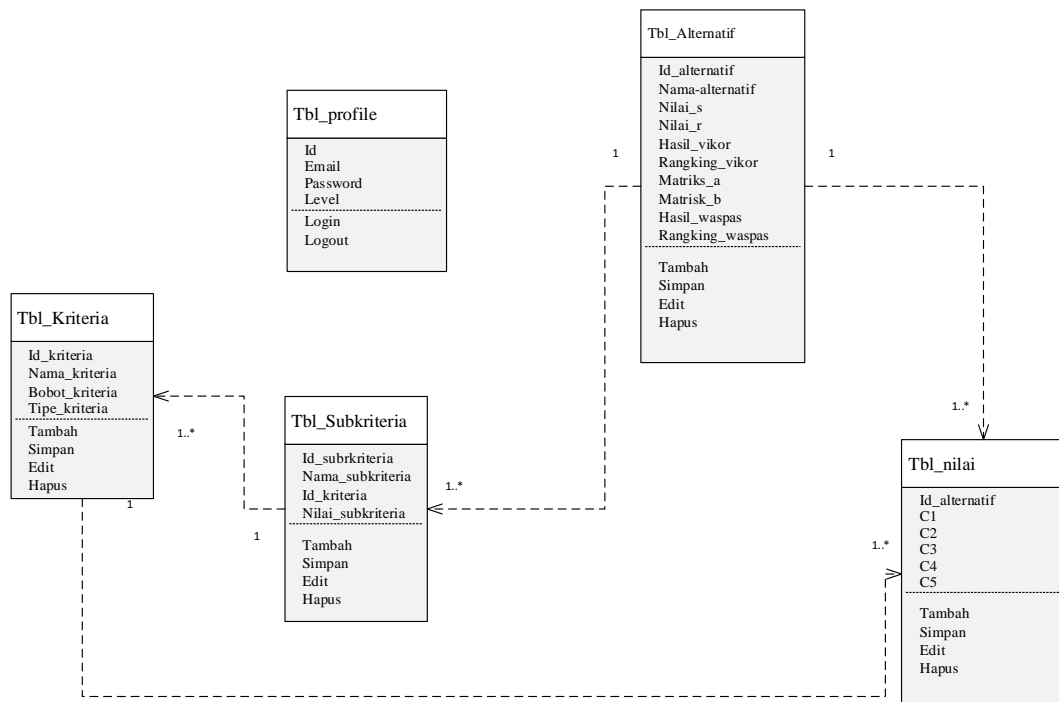 Tbl_Alternatif
Id_alternatif
Nama-alternatif
Nilai_s
Nilai_r
Hasil_vikor
Rangking_vikor
Matriks_a
Matrisk_b
Hasil_waspas
Rangking_waspas
Tambah
Simpan
Edit
Hapus
1
1
Tbl_profile
Id
Email
Password
Level
Login
Logout
Tbl_Kriteria
Id_kriteria
Nama_kriteria
Bobot_kriteria
Tipe_kriteria
Tambah
Simpan
Edit
Hapus
1..*
1
Tbl_Subkriteria
Id_subrkriteria
Nama_subkriteria
Id_kriteria
Nilai_subkriteria
Tambah
Simpan
Edit
Hapus
1..*
1
1..*
Tbl_nilai
Id_alternatif
C1
C2
C3
C4
C5
Tambah
Simpan
Edit
Hapus
1..*